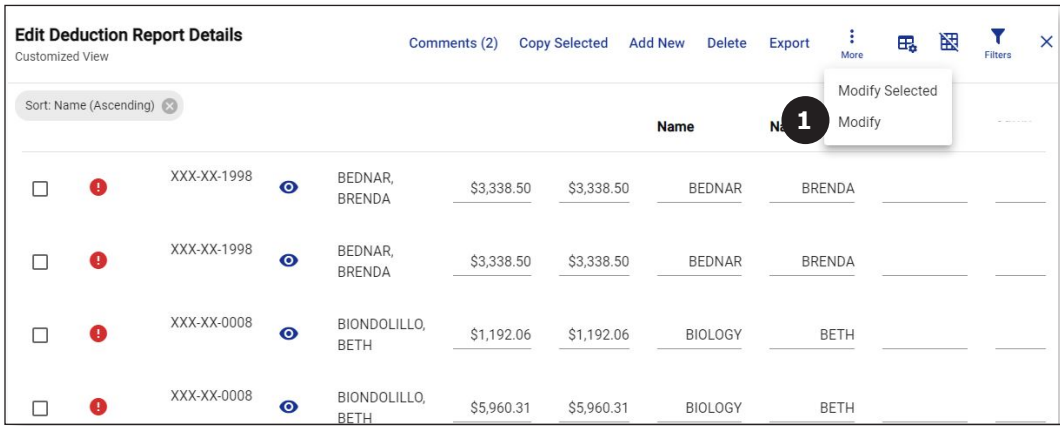 Edit Deduction Report Details
Customized View
Comments (2) Copy Selected Add New Delete Export More Filters
Modify Selected
Modify
1
Sort: Name (Ascending)
Name
XXX-XX-1998 BEDNAR, BRENDA $3,338.50 $3,338.50 BEDNAR BRENDA
XXX-XX-1998 BEDNAR, BRENDA $3,338.50 $3,338.50 BEDNAR BRENDA
XXX-XX-0008 BIONDOLILLO, BETH $1,192.06 $1,192.06 BIOLOGY BETH
XXX-XX-0008 BIONDOLILLO, BETH $5,960.31 $5,960.31 BIOLOGY BETH